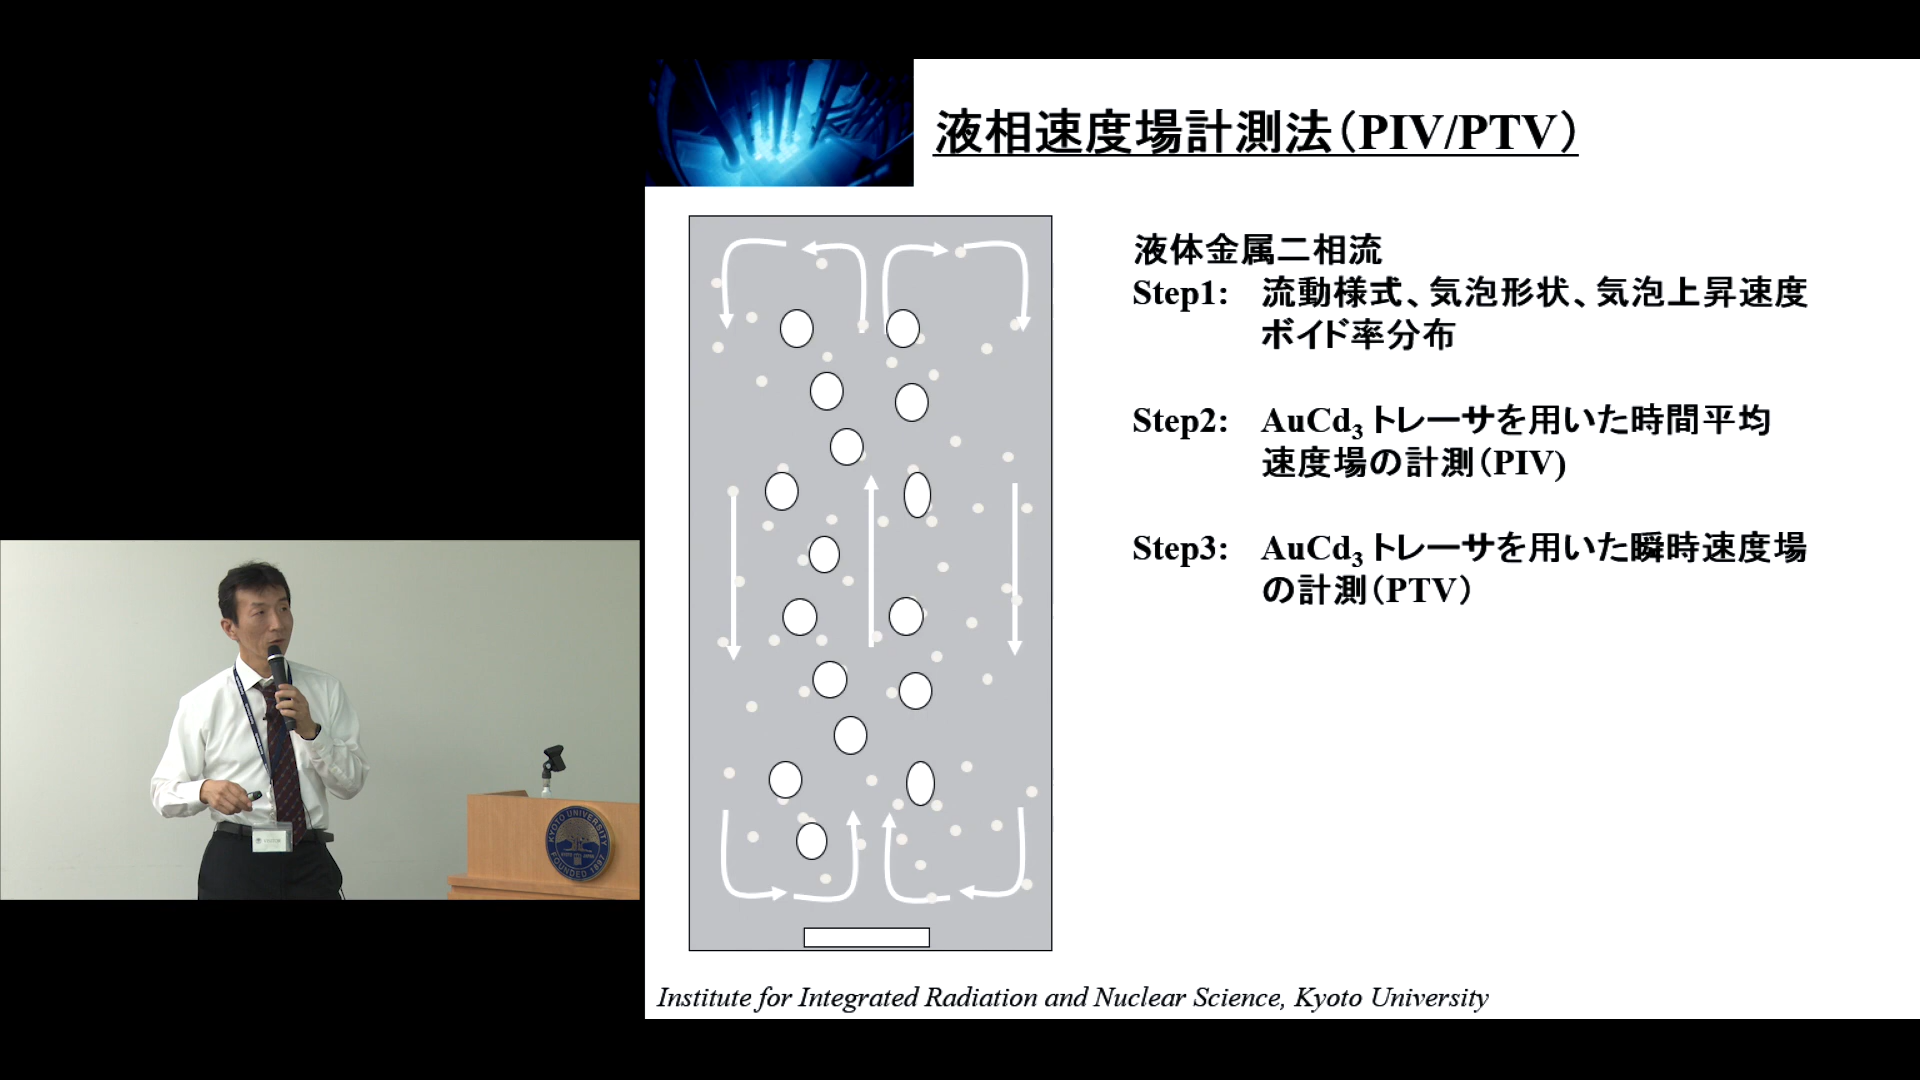 液相速度場計測法（PIV/PTV）
液体金属二相流
Step1: 流動様式、気泡形状、気泡上昇速度
ボイド率分布
Step2: AuCd3トレーサを用いた時間平均
速度場の計測（PIV)
Step3: AuCd3トレーサを用いた瞬時速度場
の計測（PTV）
Institute for Integrated Radiation and Nuclear Science, Kyoto University
KYOTO UNIVERSITY
FOUNDED 1897